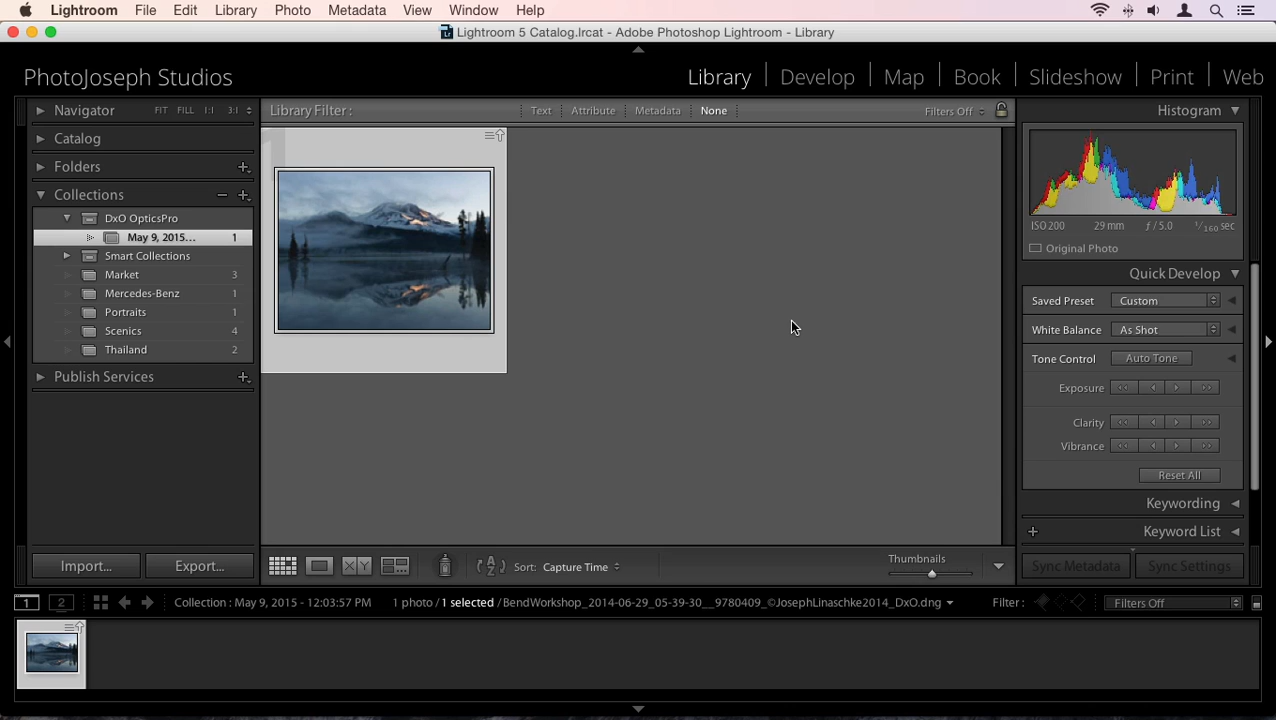 Lightroom File Edit Library Photo Metadata View Window Help
Lightroom 5 Catalog.lrcat - Adobe Photoshop Lightroom - Library
PhotoJoseph Studios
Library Develop Map Book Slideshow Print Web
Navigator FIT FILL 1:1 3:1
Library Filter : Text Attribute Metadata None Filters Off
Histogram
Catalog
Folders
Collections
DxO OpticsPro
May 9, 2015... 1
Smart Collections
Market 3
Mercedes-Benz 1
Portraits 1
Scenics 4
Thailand 2
Publish Services
1
ISO 200 29 mm ƒ / 5.0 1/160 sec
Original Photo
Quick Develop
Saved Preset Custom
White Balance As Shot
Tone Control Auto Tone
Exposure
Clarity
Vibrance
Reset All
Keywording
Keyword List
Import... Export...
XY Sort: Capture Time Thumbnails
Sync Metadata Sync Settings
1 2 Collection : May 9, 2015 - 12:03:57 PM 1 photo / 1 selected / BendWorkshop_2014-06-29_05-39-30__9780409_©JosephLinaschke2014_DxO.dng Filter : Filters Off